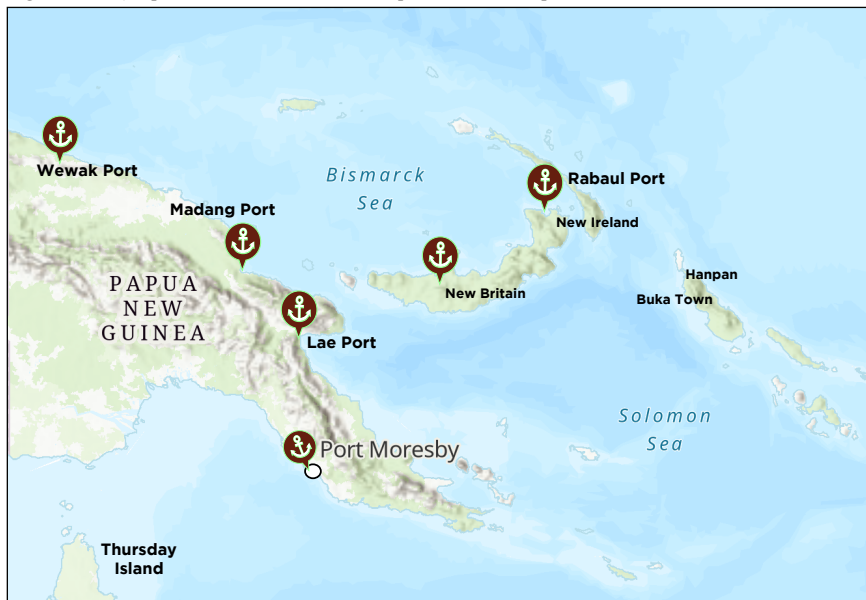 Wewak Port
Bismarck
Sea
Rabaul Port
Madang Port
New Ireland
PAPUA
NEW
GUINEA
New Britain
Hanpan
Buka Town
Lae Port
Solomon
Sea
Port Moresby
Thursday
Island